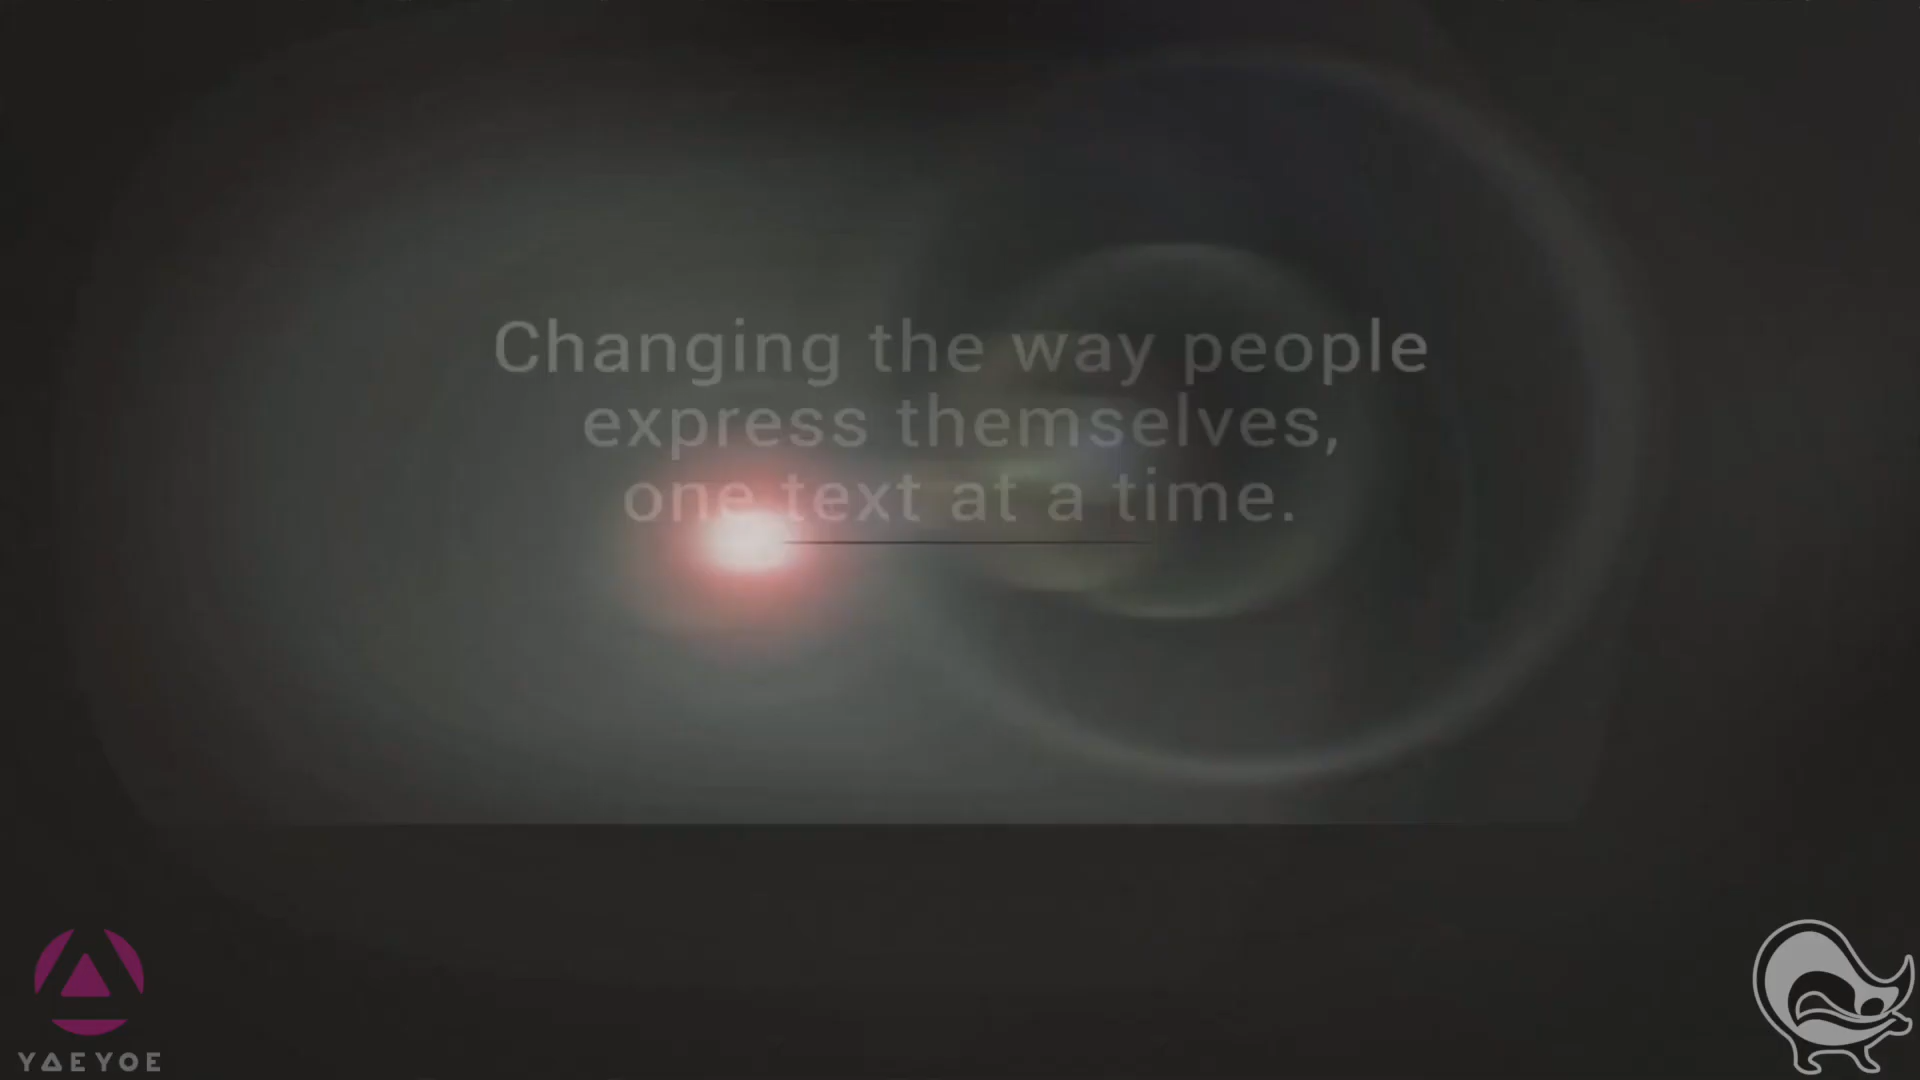 Changing the way people
express themselves,
one text at a time.
YAEYOE